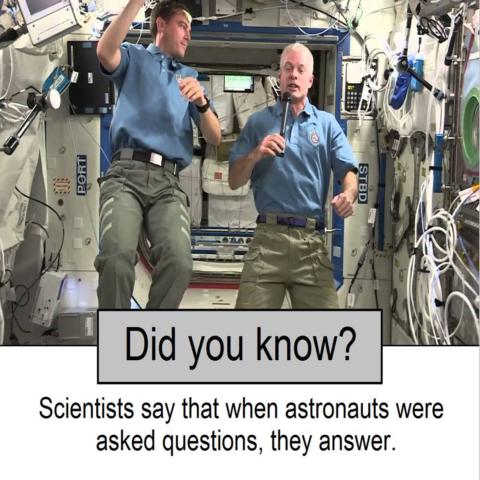 PORT
STBD
Did you know?
Scientists say that when astronauts were
asked questions, they answer.